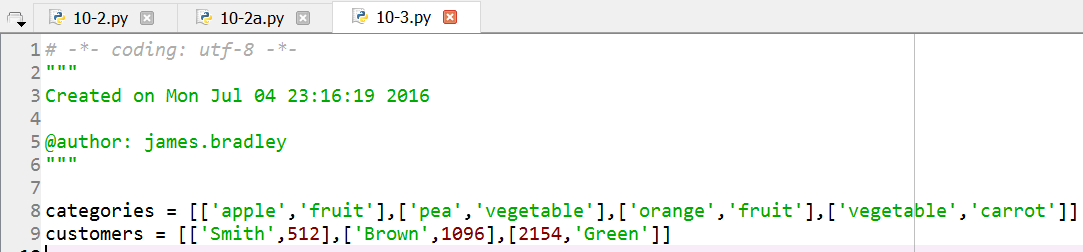 10-2.py 10-2a.py 10-3.py
1 # -*- coding: utf-8 -*-
2 """
3 Created on Mon Jul 04 23:16:19 2016
4
5 @author: james.bradley
6 """
7
8 categories = [['apple','fruit'],['pea','vegetable'],['orange','fruit'],['vegetable','carrot']]
9 customers = [['Smith',512],['Brown',1096],[2154,'Green']]